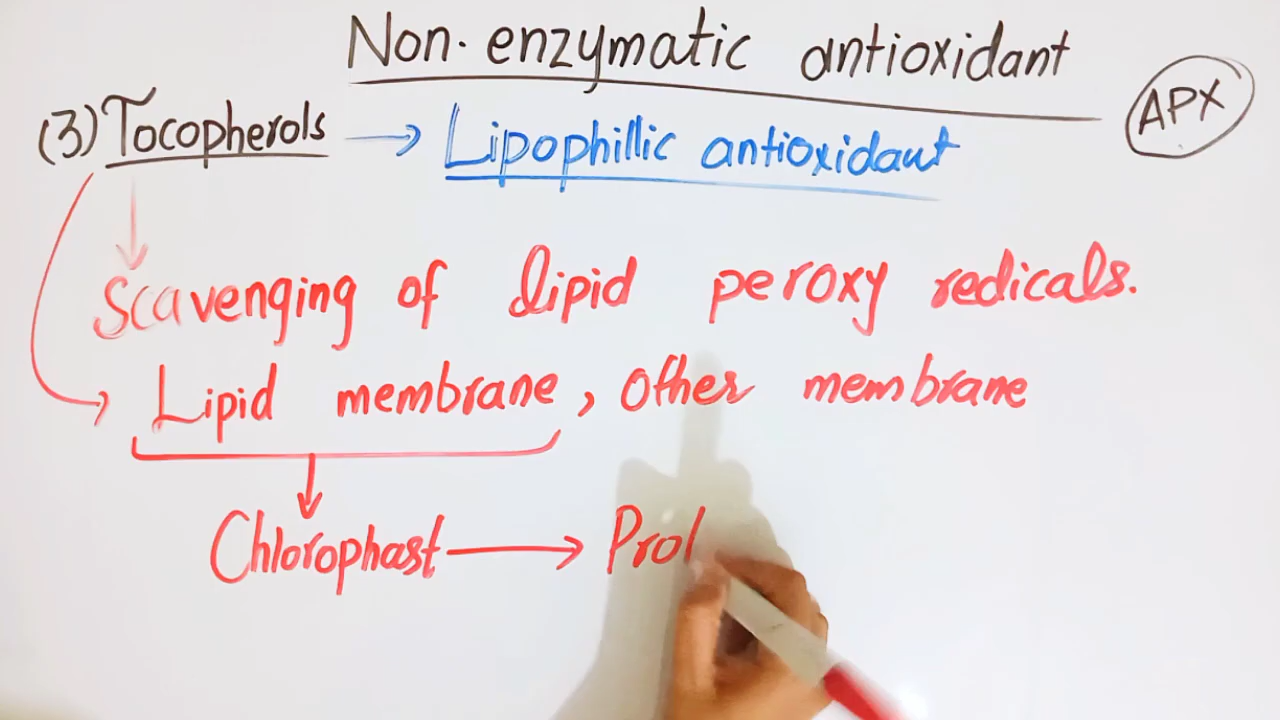 Non-enzymatic antioxidant
APX
(3) Tocopherols → Lipophillic antioxidant
Scavenging of lipid peroxy redicals.
Lipid membrane, Other membrane
Chlorophast → Prol